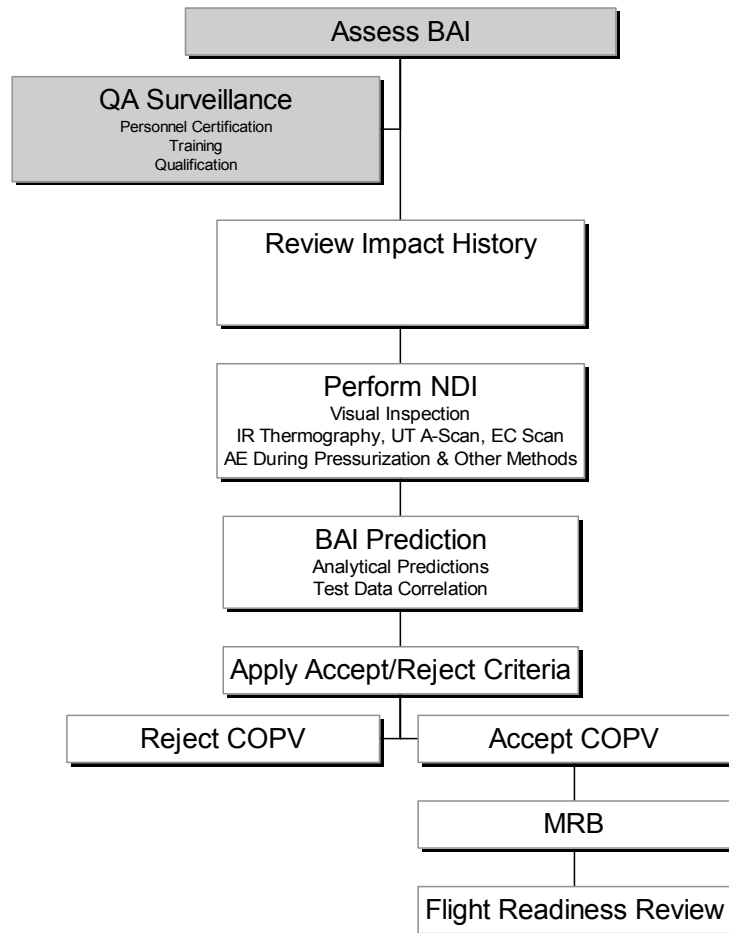 Assess BAI
QA Surveillance
Personnel Certification
Training
Qualification
Review Impact History
Perform NDI
Visual Inspection
IR Thermography, UT A-Scan, EC Scan
AE During Pressurization & Other Methods
BAI Prediction
Analytical Predictions
Test Data Correlation
Apply Accept/Reject Criteria
Reject COPV
Accept COPV
MRB
Flight Readiness Review